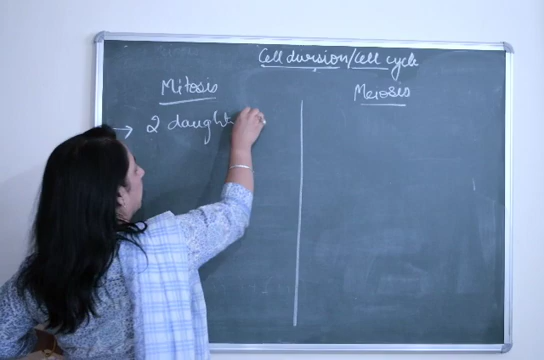 Cell division/Cell cycle
Mitosis
Meiosis
→ 2 daught